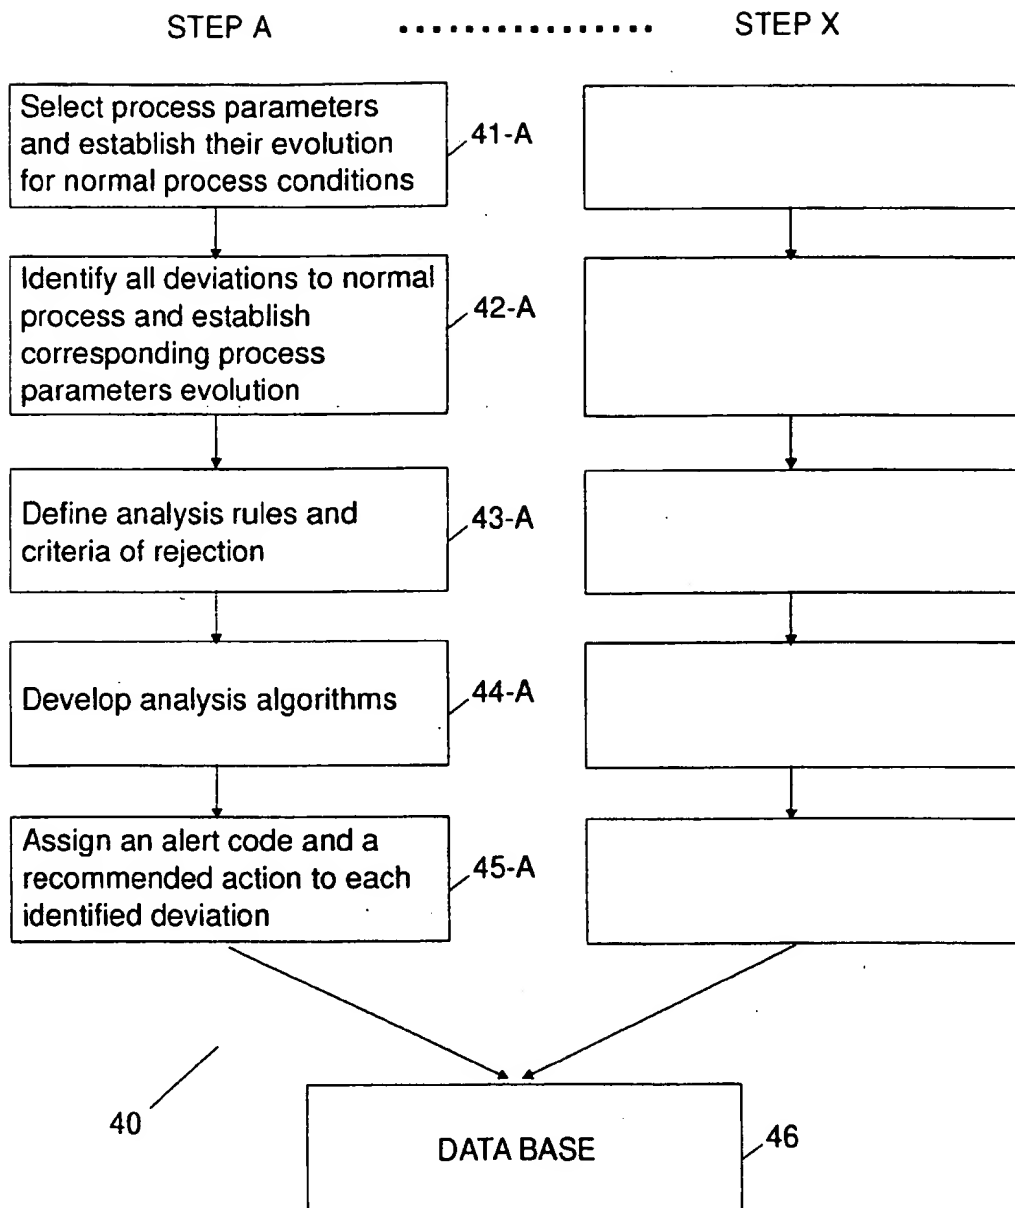 STEP A ............... STEP X
Select process parameters
and establish their evolution
for normal process conditions
41-A
Identify all deviations to normal
process and establish
corresponding process
parameters evolution
42-A
Define analysis rules and
criteria of rejection
43-A
Develop analysis algorithms
44-A
Assign an alert code and a
recommended action to each
identified deviation
45-A
40
DATA BASE
46